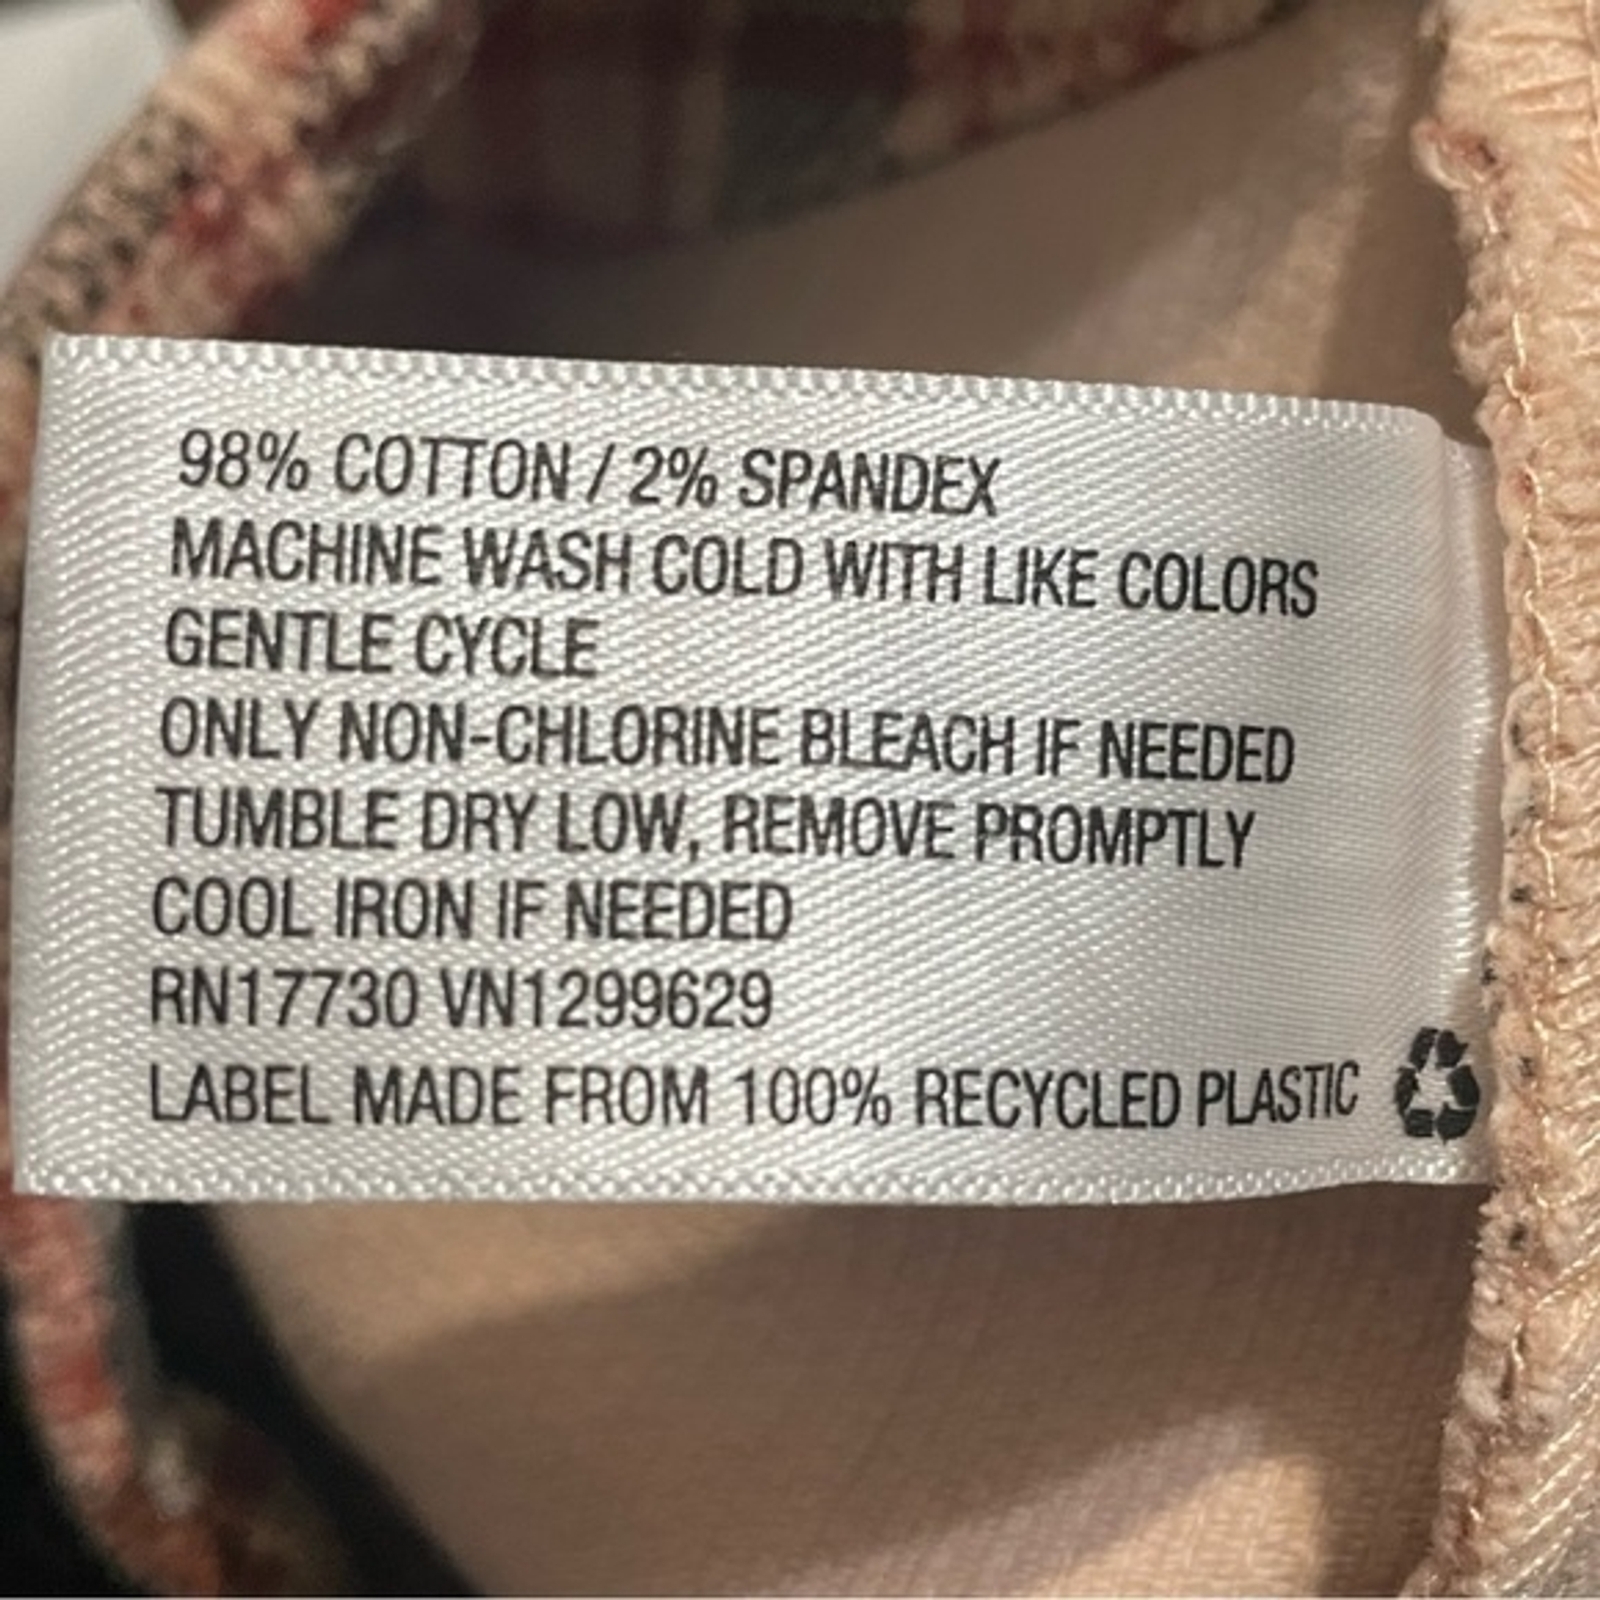 98% COTTON / 2% SPANDEX
MACHINE WASH COLD WITH LIKE COLORS
GENTLE CYCLE
ONLY NON-CHLORINE BLEACH IF NEEDED
TUMBLE DRY LOW, REMOVE PROMPTLY
COOL IRON IF NEEDED
RN17730 VN1299629
LABEL MADE FROM 100% RECYCLED PLASTIC